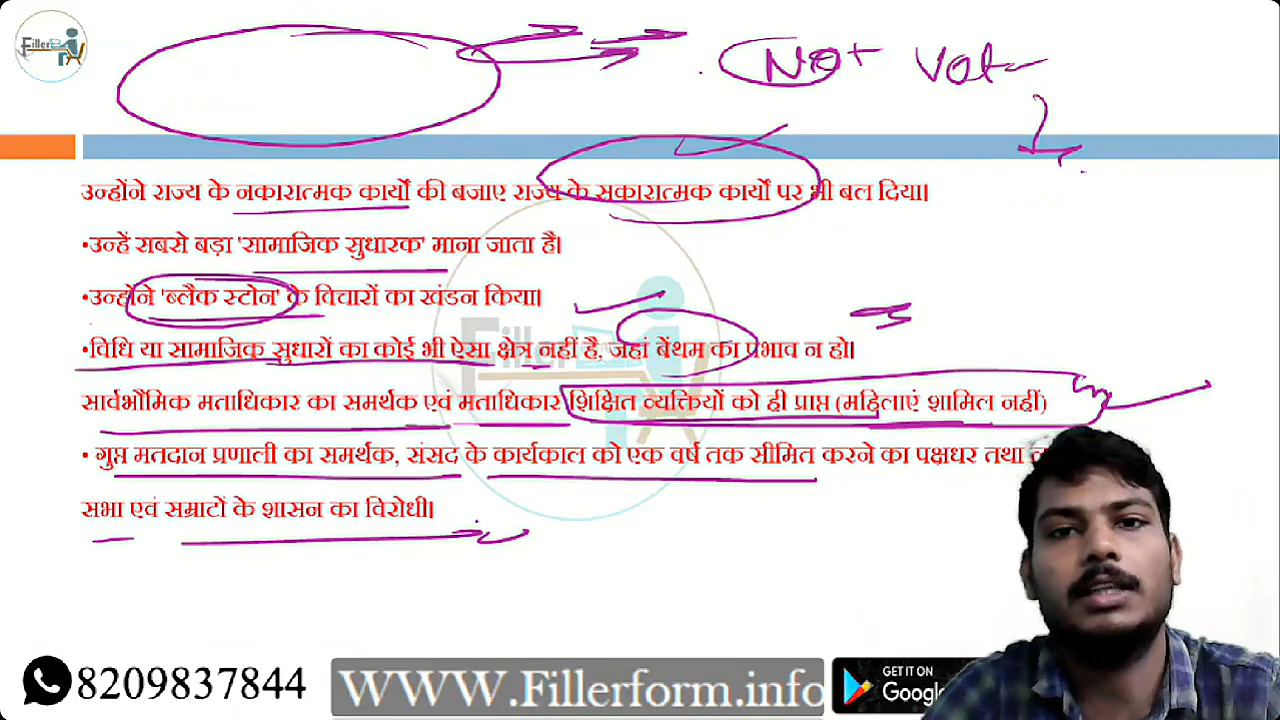 Filler
Not Vote
उन्होंने राज्य के नकारात्मक कार्यों की बजाए राज्य के सकारात्मक कार्यों पर भी बल दिया।
•उन्हें सबसे बड़ा 'सामाजिक सुधारक' माना जाता है।
•उन्होंने 'ब्लैक स्टोन' के विचारों का खंडन किया।
•विधि या सामाजिक सुधारों का कोई भी ऐसा क्षेत्र नहीं है, जहां बेंथम का प्रभाव न हो।
सार्वभौमिक मताधिकार का समर्थक एवं मताधिकार शिक्षित व्यक्तियों को ही प्राप्त (महिलाएं शामिल नहीं)
• गुप्त मतदान प्रणाली का समर्थक, संसद के कार्यकाल को एक वर्ष तक सीमित करने का पक्षधर तथा
सभा एवं सम्राटों के शासन का विरोधी।
8209837844
WWW.Fillerform.info
GET IT ON
Google